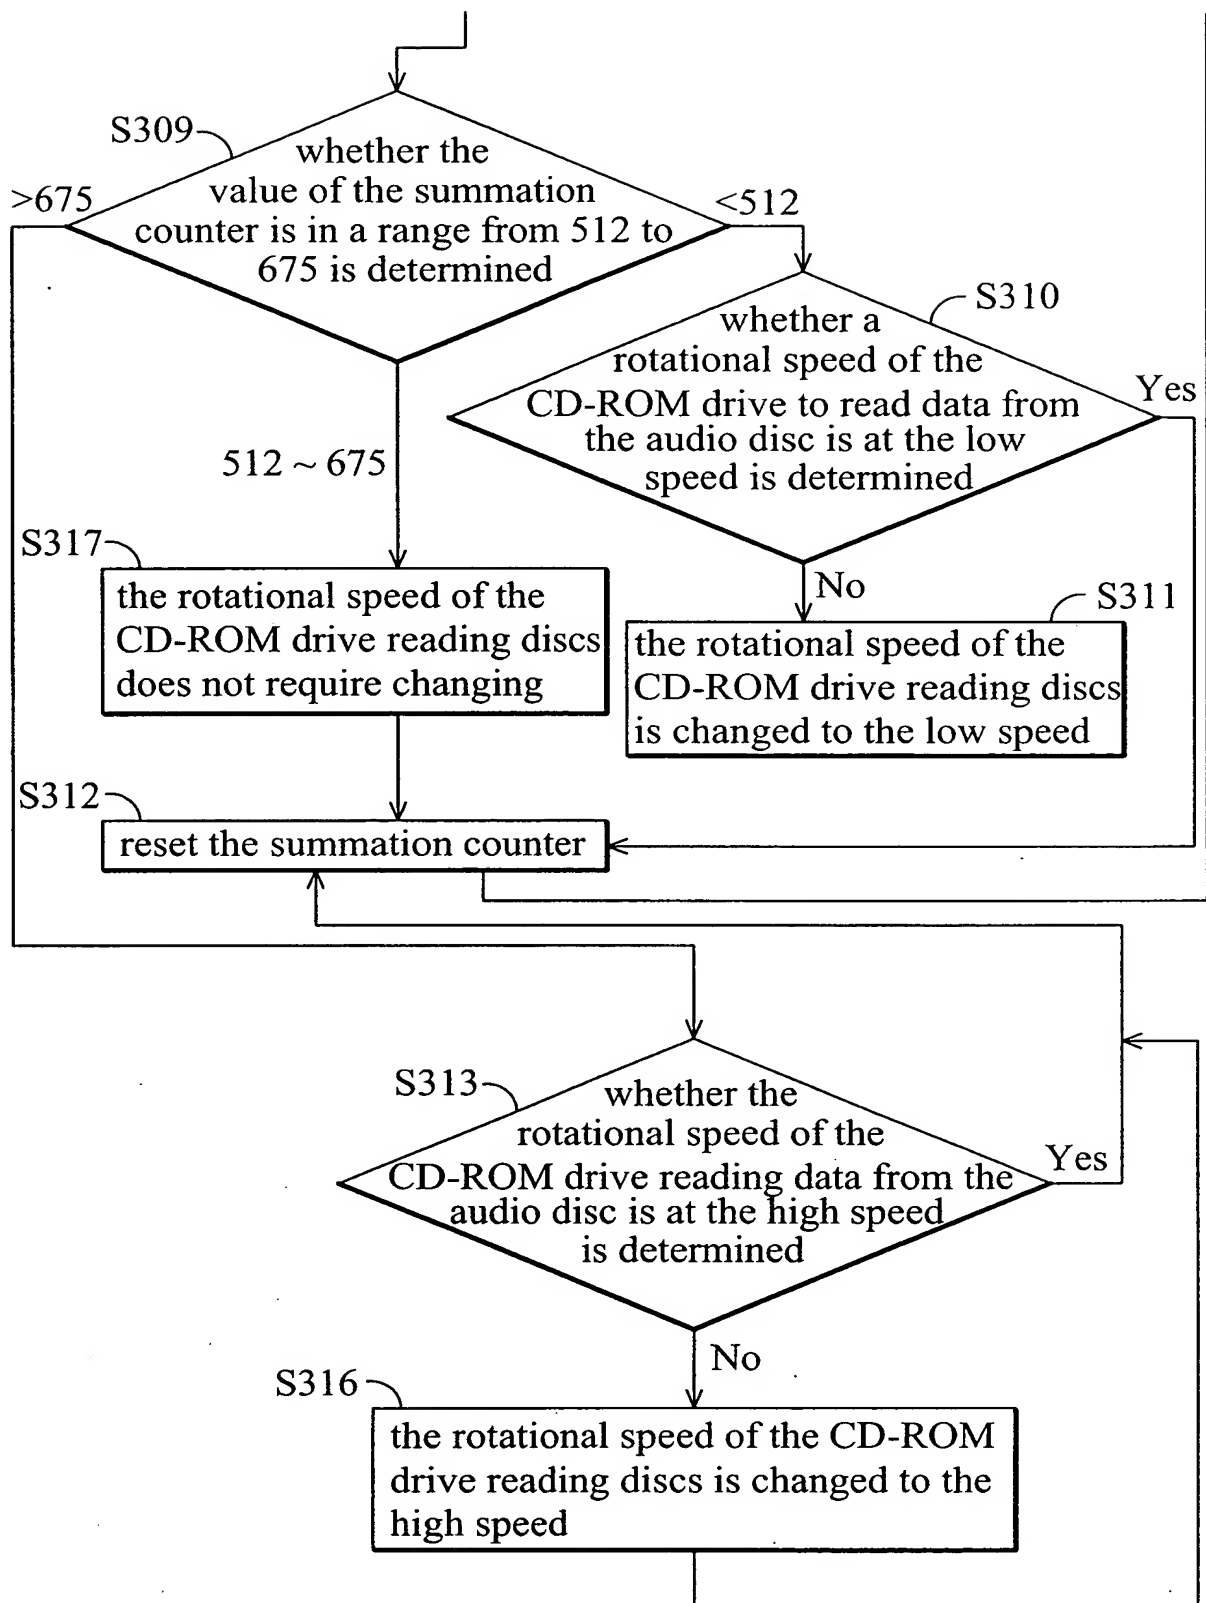 S309
whether the
value of the summation
counter is in a range from 512 to
675 is determined
>675
<512
S310
whether a
rotational speed of the
CD-ROM drive to read data from
the audio disc is at the low
speed is determined
Yes
512 ~ 675
No
S317
the rotational speed of the
CD-ROM drive reading discs
does not require changing
S311
the rotational speed of the
CD-ROM drive reading discs
is changed to the low speed
S312
reset the summation counter
S313
whether the
rotational speed of the
CD-ROM drive reading data from the
audio disc is at the high speed
is determined
Yes
No
S316
the rotational speed of the CD-ROM
drive reading discs is changed to the
high speed